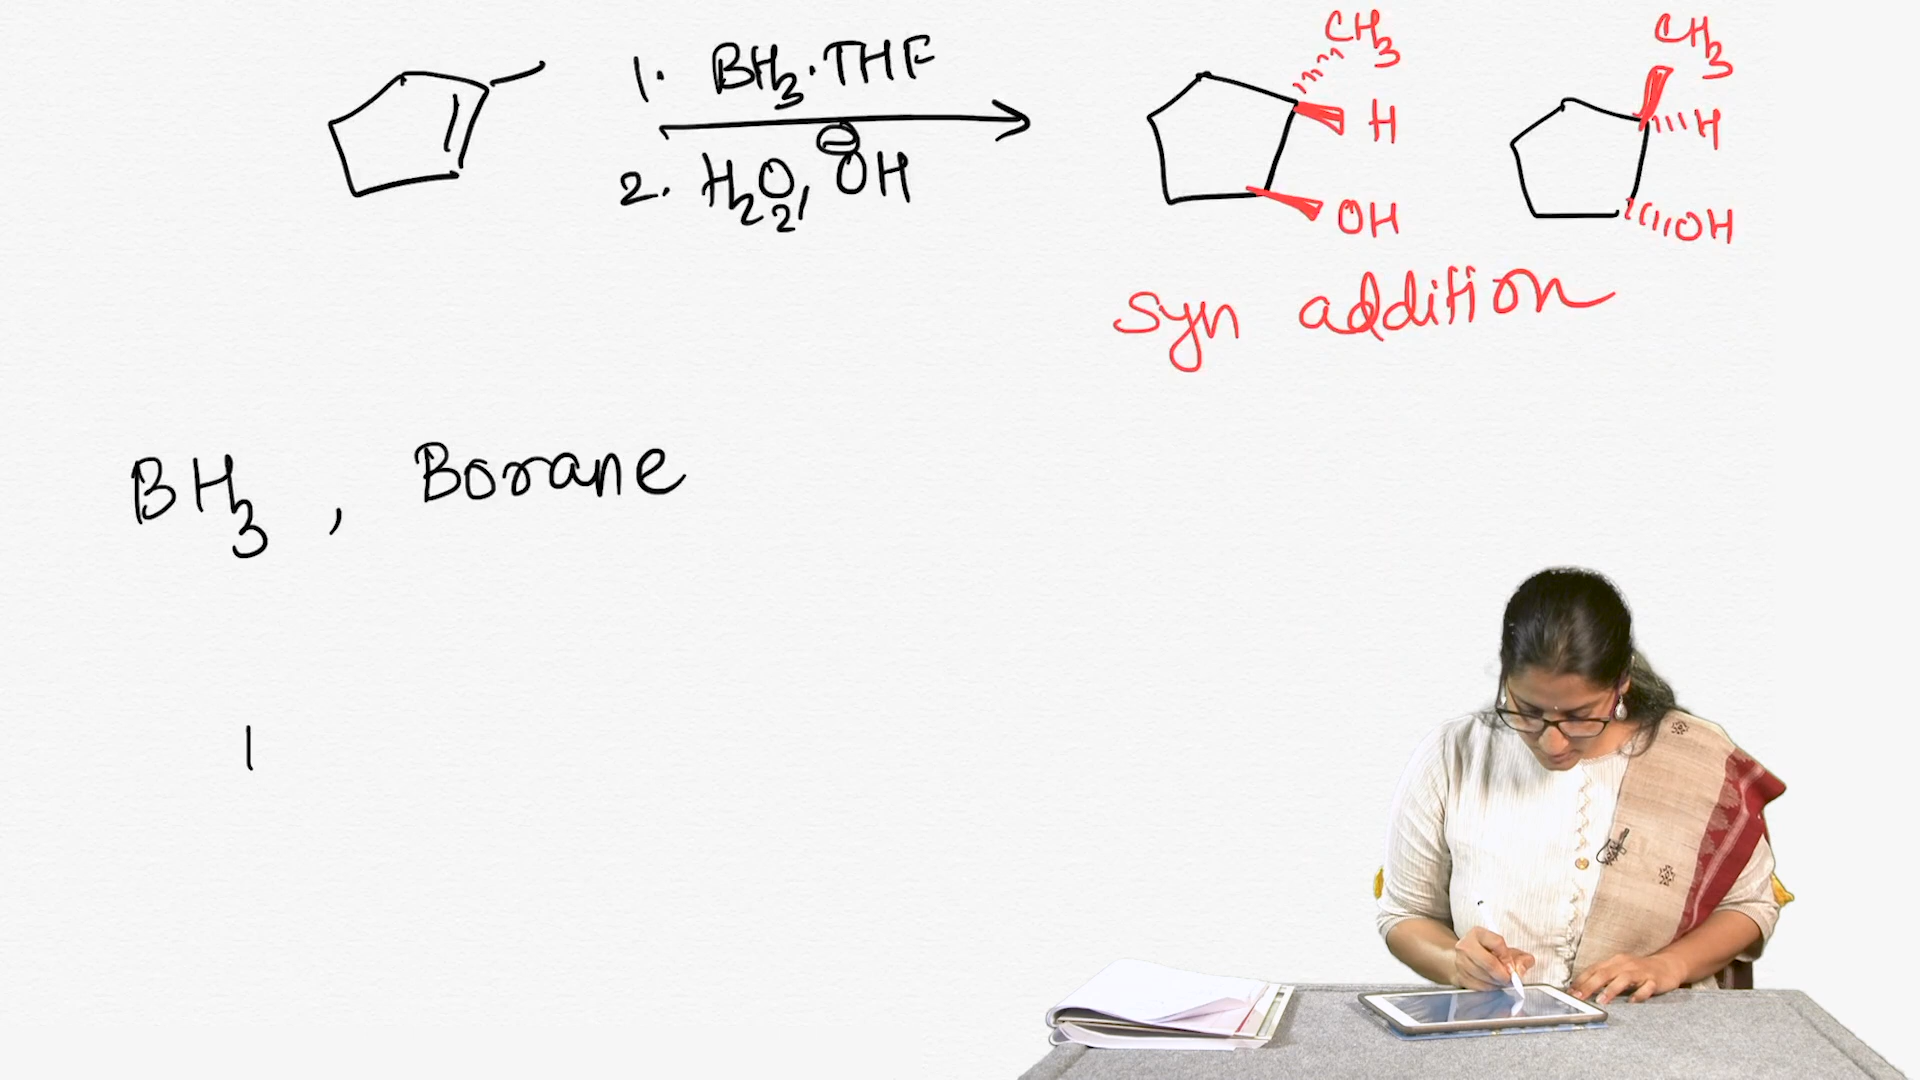 1. BH₃·THF
2. H₂O₂, ⊖OH
CH₃ H OH
CH₃ H OH
syn addition
BH₃, Borane